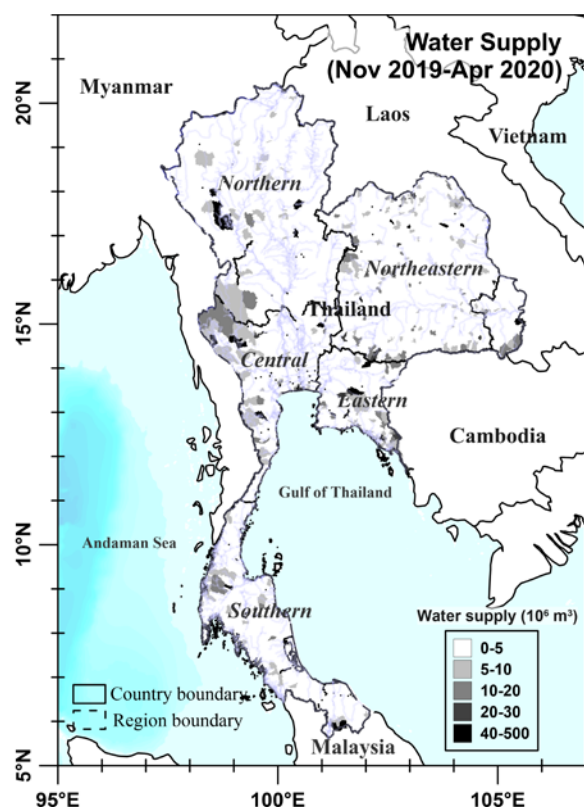 Water Supply
(Nov 2019-Apr 2020)
Myanmar
Laos
Vietnam
Northern
Northeastern
Thailand
Central
Eastern
Cambodia
Gulf of Thailand
Andaman Sea
Southern
Malaysia
Water supply (10⁶ m³)
0-5
5-10
10-20
20-30
40-500
Country boundary
Region boundary
20°N
15°N
10°N
5°N
95°E
100°E
105°E